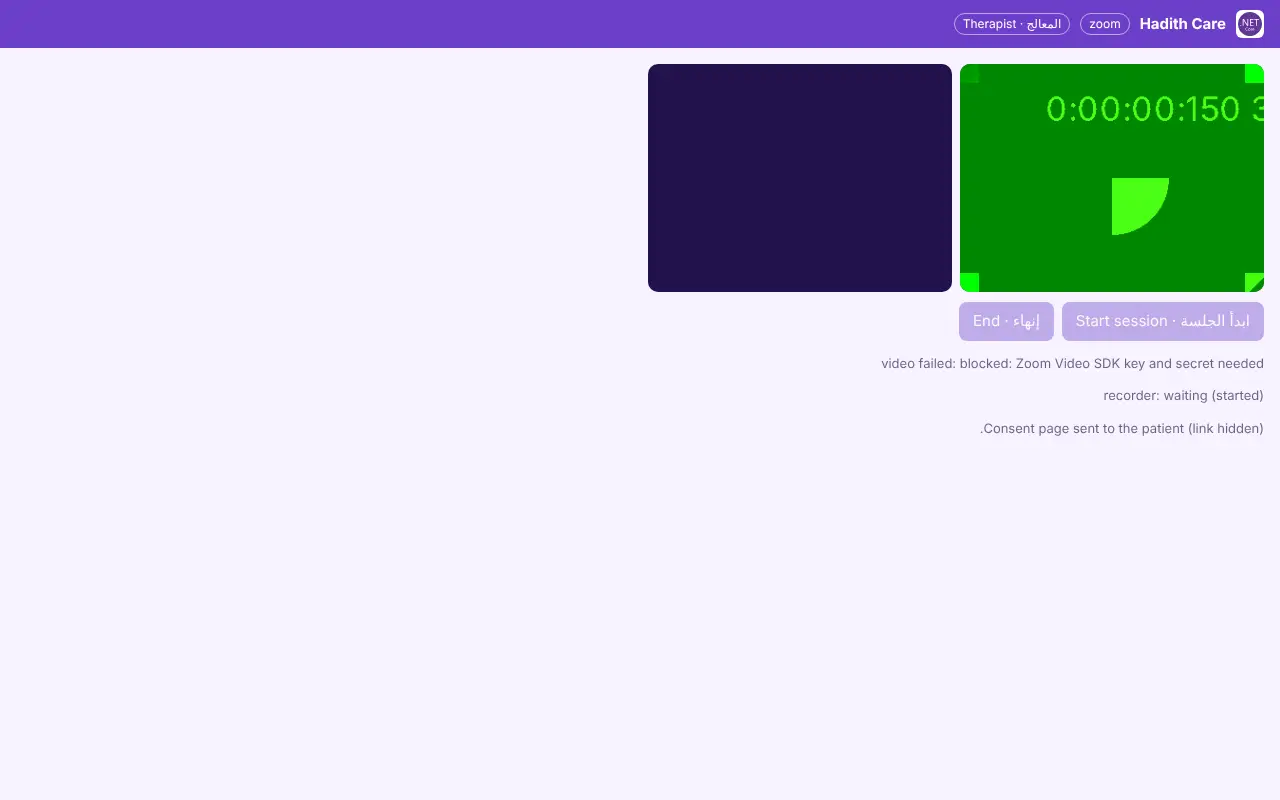 .NET
Hadith Care
zoom
Therapist · المعالج
0:00:00:150 3
ابدأ الجلسة · Start session
إنهاء · End
video failed: blocked: Zoom Video SDK key and secret needed
recorder: waiting (started)
.Consent page sent to the patient (link hidden)